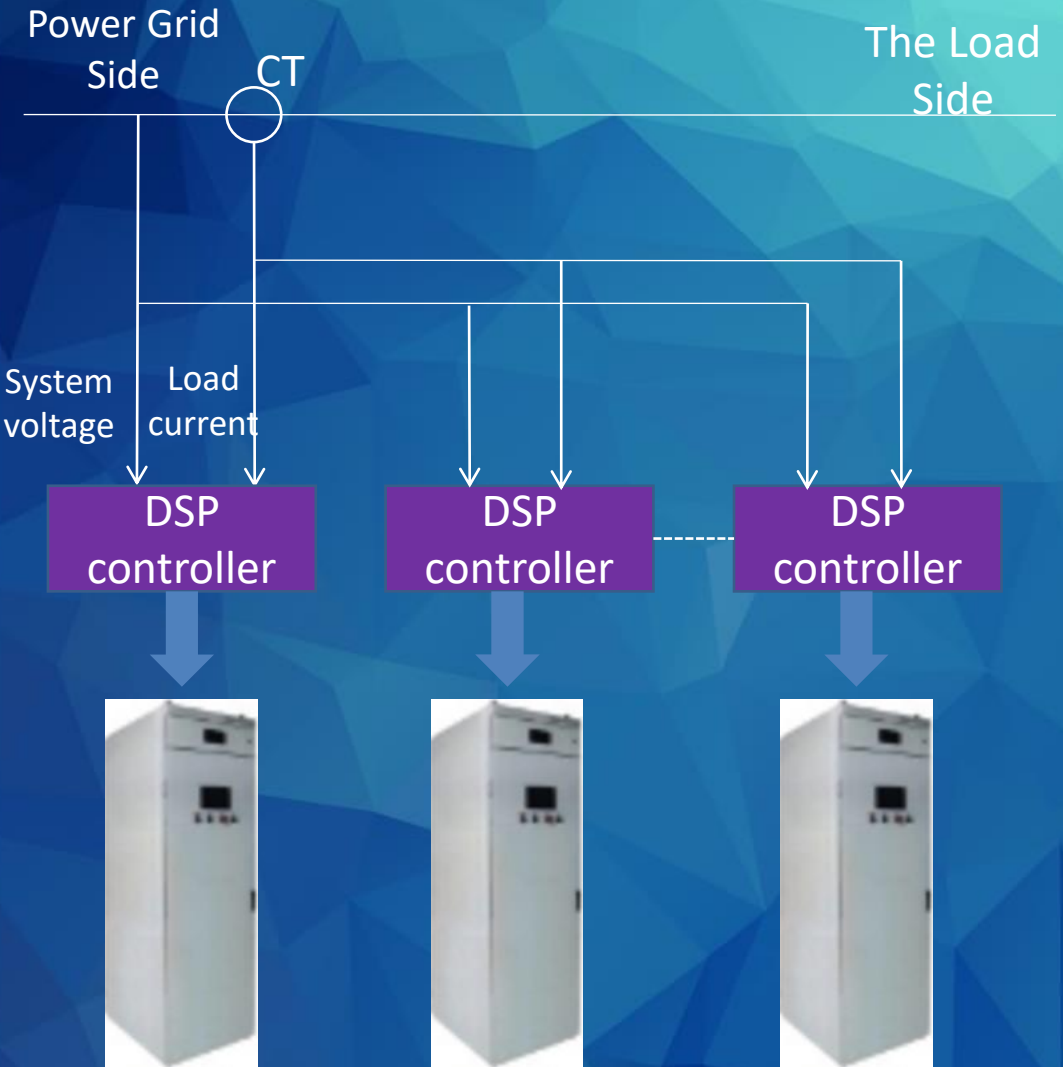 Power Grid
Side
CT
The Load
Side
System
voltage
Load
current
DSP
controller
DSP
controller
DSP
controller